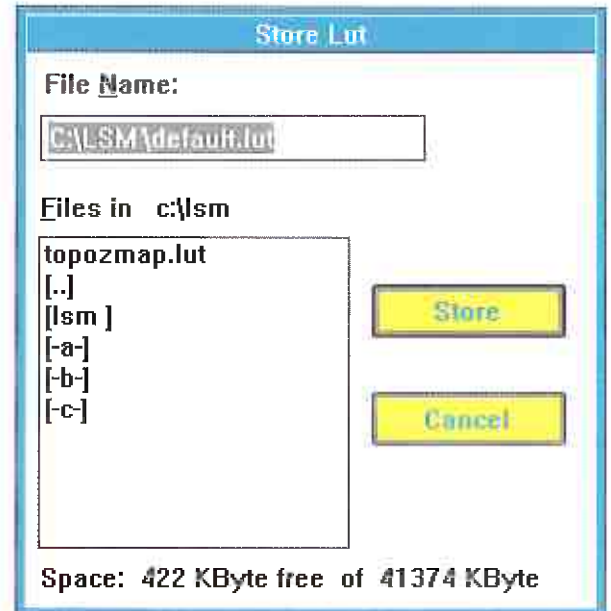 Store Lut
File Name:
C:\LSM\default.lut
Files in c:\lsm
topozmap.lut
[..]
[lsm ]
[-a-]
[-b-]
[-c-]
Store
Cancel
Space: 422 KByte free of 41374 KByte